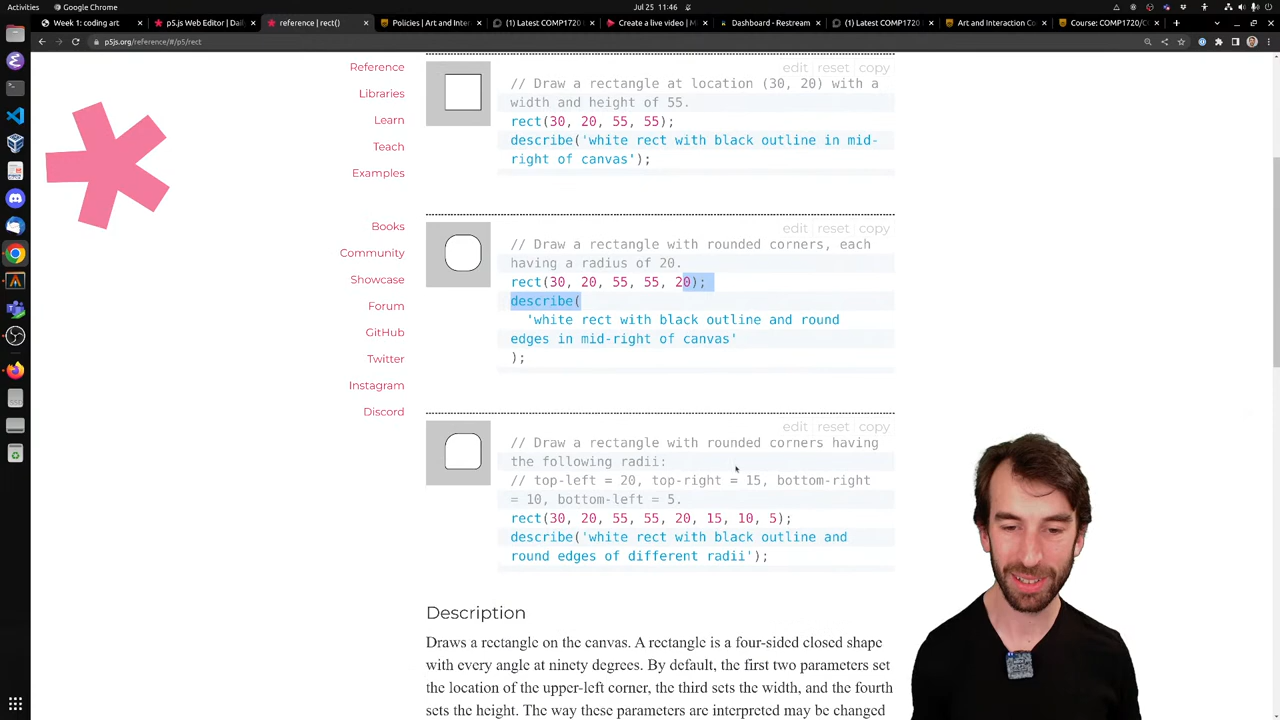 Activities
Google Chrome
Jul 25 11:46
Week 1: coding art
p5.js Web Editor | Dail
reference | rect()
Policies | Art and Inter
(1) Latest COMP1720
Create a live video | M
Dashboard - Restream
(1) Latest COMP1720
Art and Interaction Co
Course: COMP1720/C
p5js.org/reference/#/p5/rect
Reference
Libraries
Learn
Teach
Examples
Books
Community
Showcase
Forum
GitHub
Twitter
Instagram
Discord
edit reset copy
// Draw a rectangle at location (30, 20) with a
width and height of 55.
rect(30, 20, 55, 55);
describe('white rect with black outline in mid-
right of canvas');
edit reset copy
// Draw a rectangle with rounded corners, each
having a radius of 20.
rect(30, 20, 55, 55, 20);
describe(
'white rect with black outline and round
edges in mid-right of canvas'
);
edit reset copy
// Draw a rectangle with rounded corners having
the following radii:
// top-left = 20, top-right = 15, bottom-right
= 10, bottom-left = 5.
rect(30, 20, 55, 55, 20, 15, 10, 5);
describe('white rect with black outline and
round edges of different radii');
Description
Draws a rectangle on the canvas. A rectangle is a four-sided closed shape
with every angle at ninety degrees. By default, the first two parameters set
the location of the upper-left corner, the third sets the width, and the fourth
sets the height. The way these parameters are interpreted may be changed